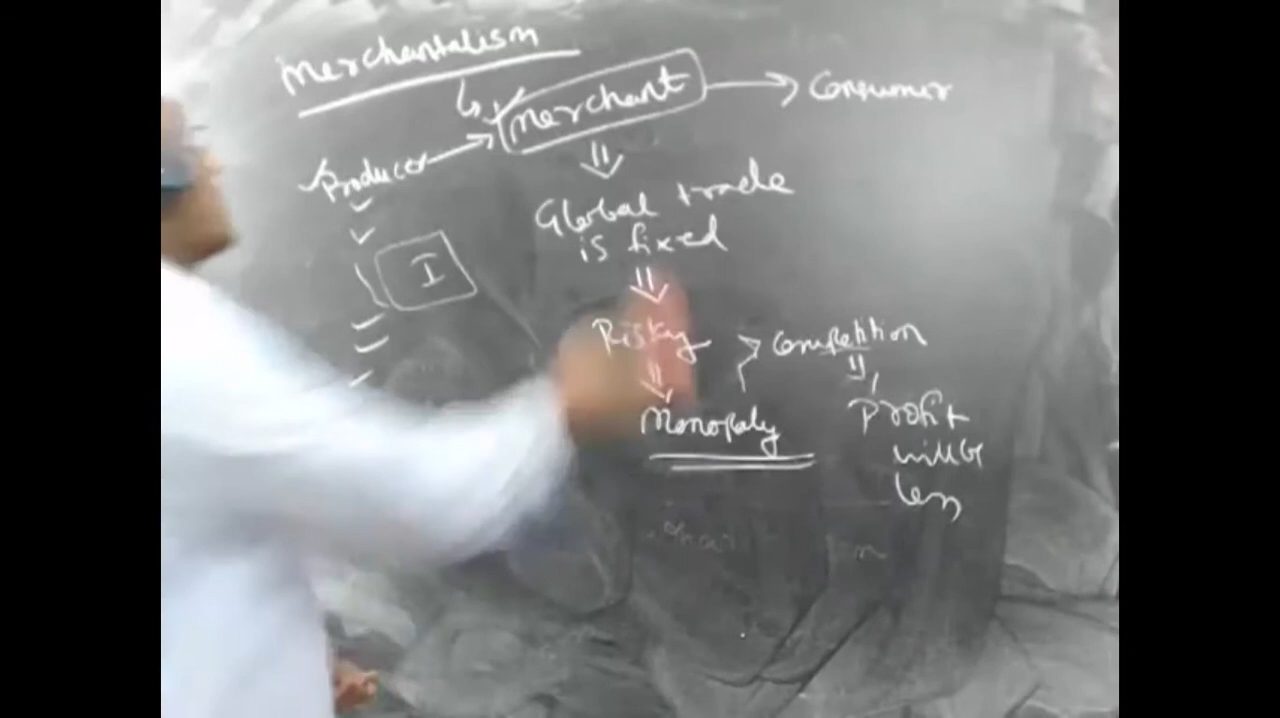 Merchantalism
Merchant
Consumer
Producer
Global trade
is fixed
I
Risky
Competition
Monopoly
Profit
will be
less